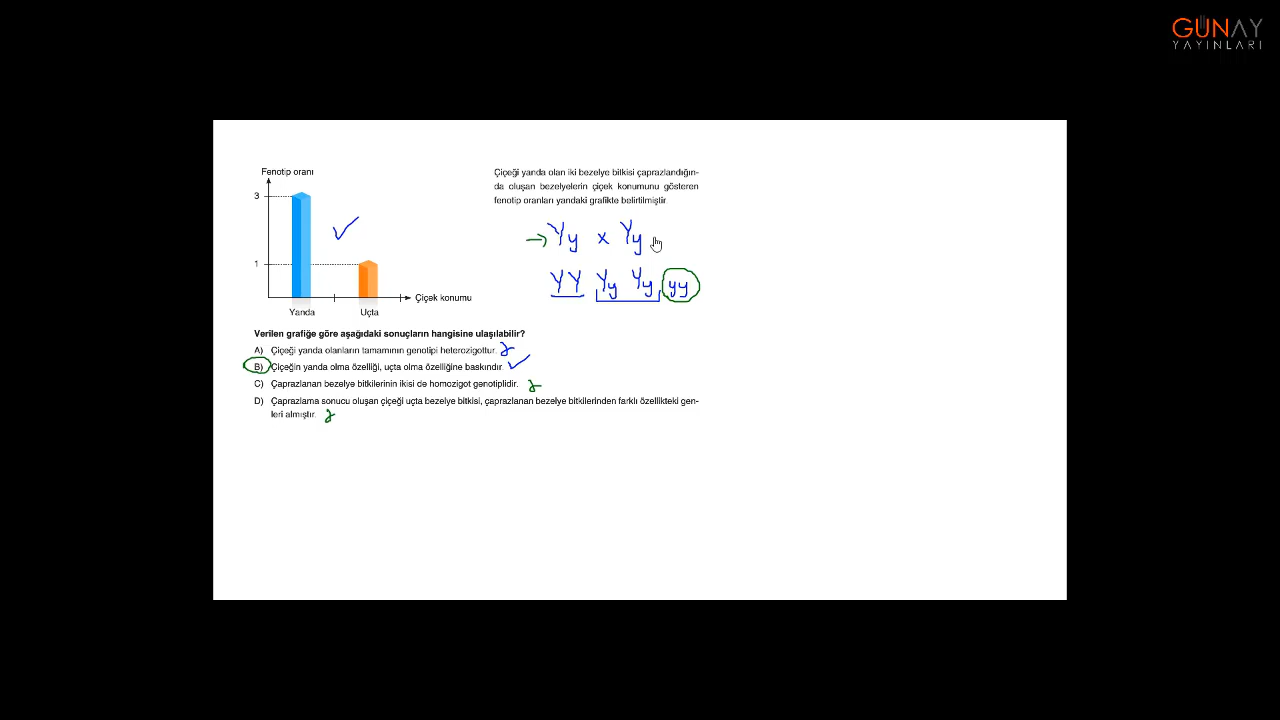 GÜNAY
YAYINLARI
Fenotip oranı
3
1
Çiçek konumu
Yanda
Uçta
Çiçeği yanda olan iki bezelye bitkisi çaprazlandığın-
da oluşan bezelyelerin çiçek konumunu gösteren
fenotip oranları yandaki grafikte belirtilmiştir.
Yy x Yy
YY Yy Yy yy
Verilen grafiğe göre aşağıdaki sonuçların hangisine ulaşılabilir?
A) Çiçeği yanda olanların tamamının genotipi heterozigottur.
B) Çiçeğin yanda olma özelliği, uçta olma özelliğine baskındır.
C) Çaprazlanan bezelye bitkilerinin ikisi de homozigot genotiplidir.
D) Çaprazlama sonucu oluşan çiçeği uçta bezelye bitkisi, çaprazlanan bezelye bitkilerinden farklı özellikteki gen-
leri almıştır.